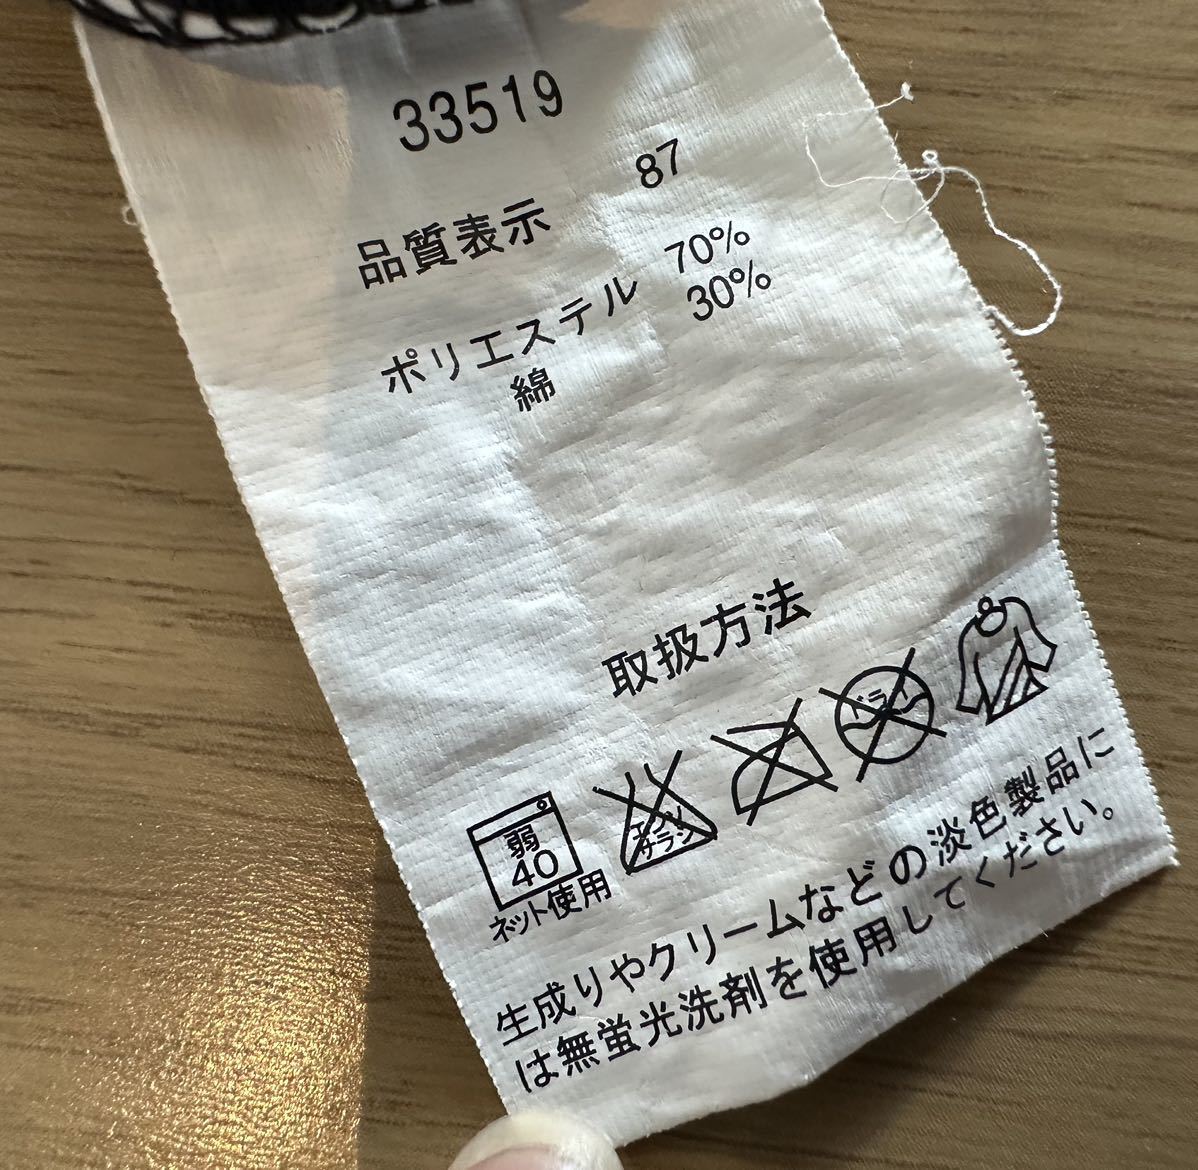 33519
87
品質表示
ポリエステル 70%
綿 30%
取扱方法
弱
40
ネット使用
エンソ
サラシ
ドライ
生成りやクリームなどの淡色製品に
は無蛍光洗剤を使用してください。